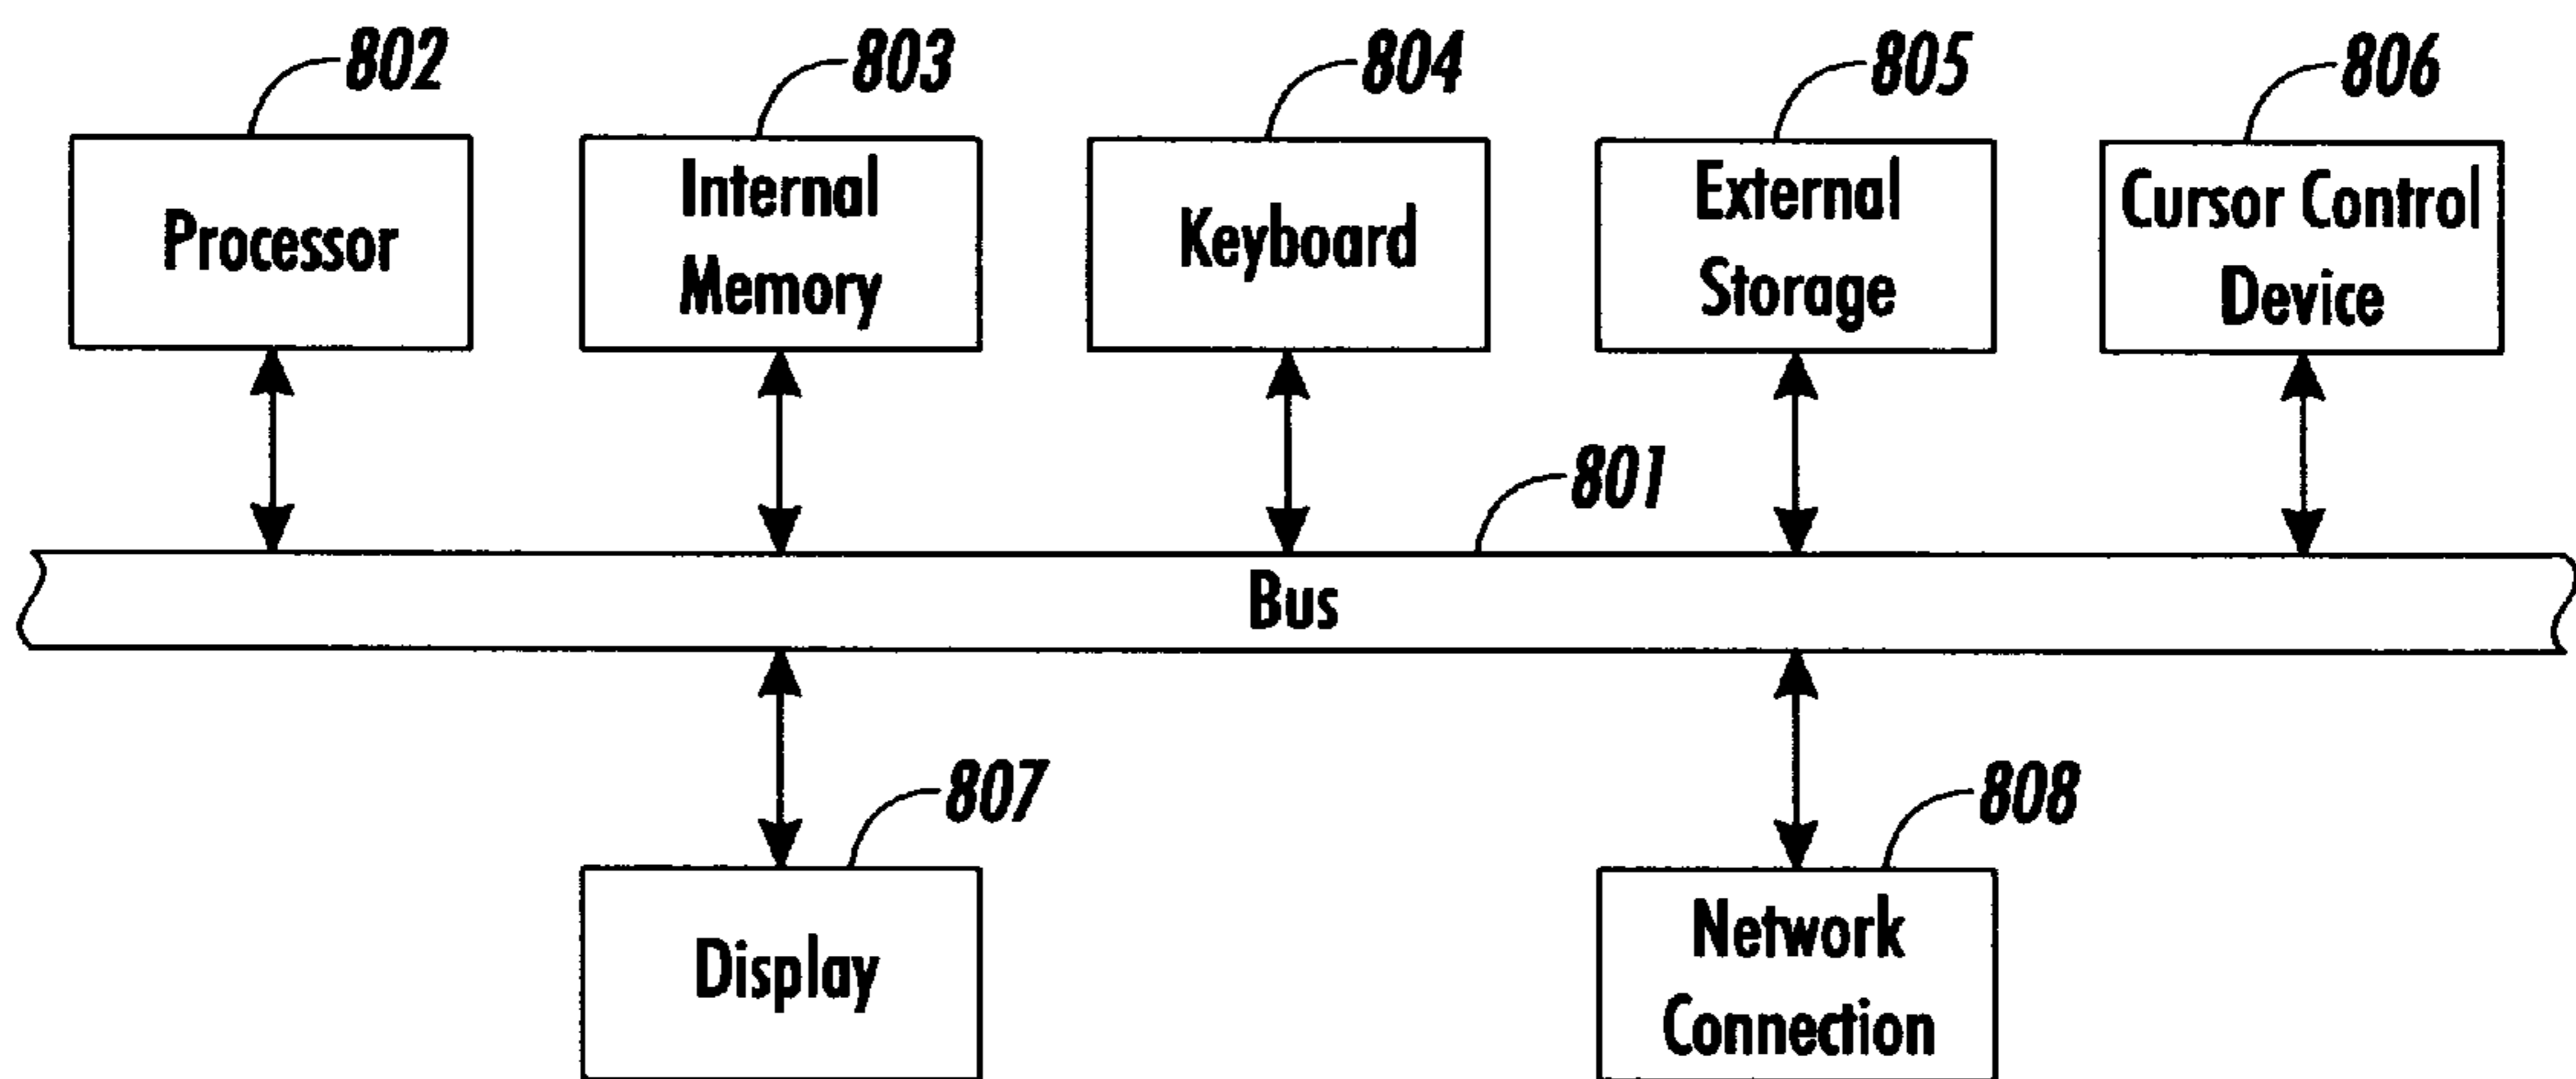 802
803
804
805
806
Processor
Internal
Memory
Keyboard
External
Storage
Cursor Control
Device
801
Bus
807
808
Display
Network
Connection